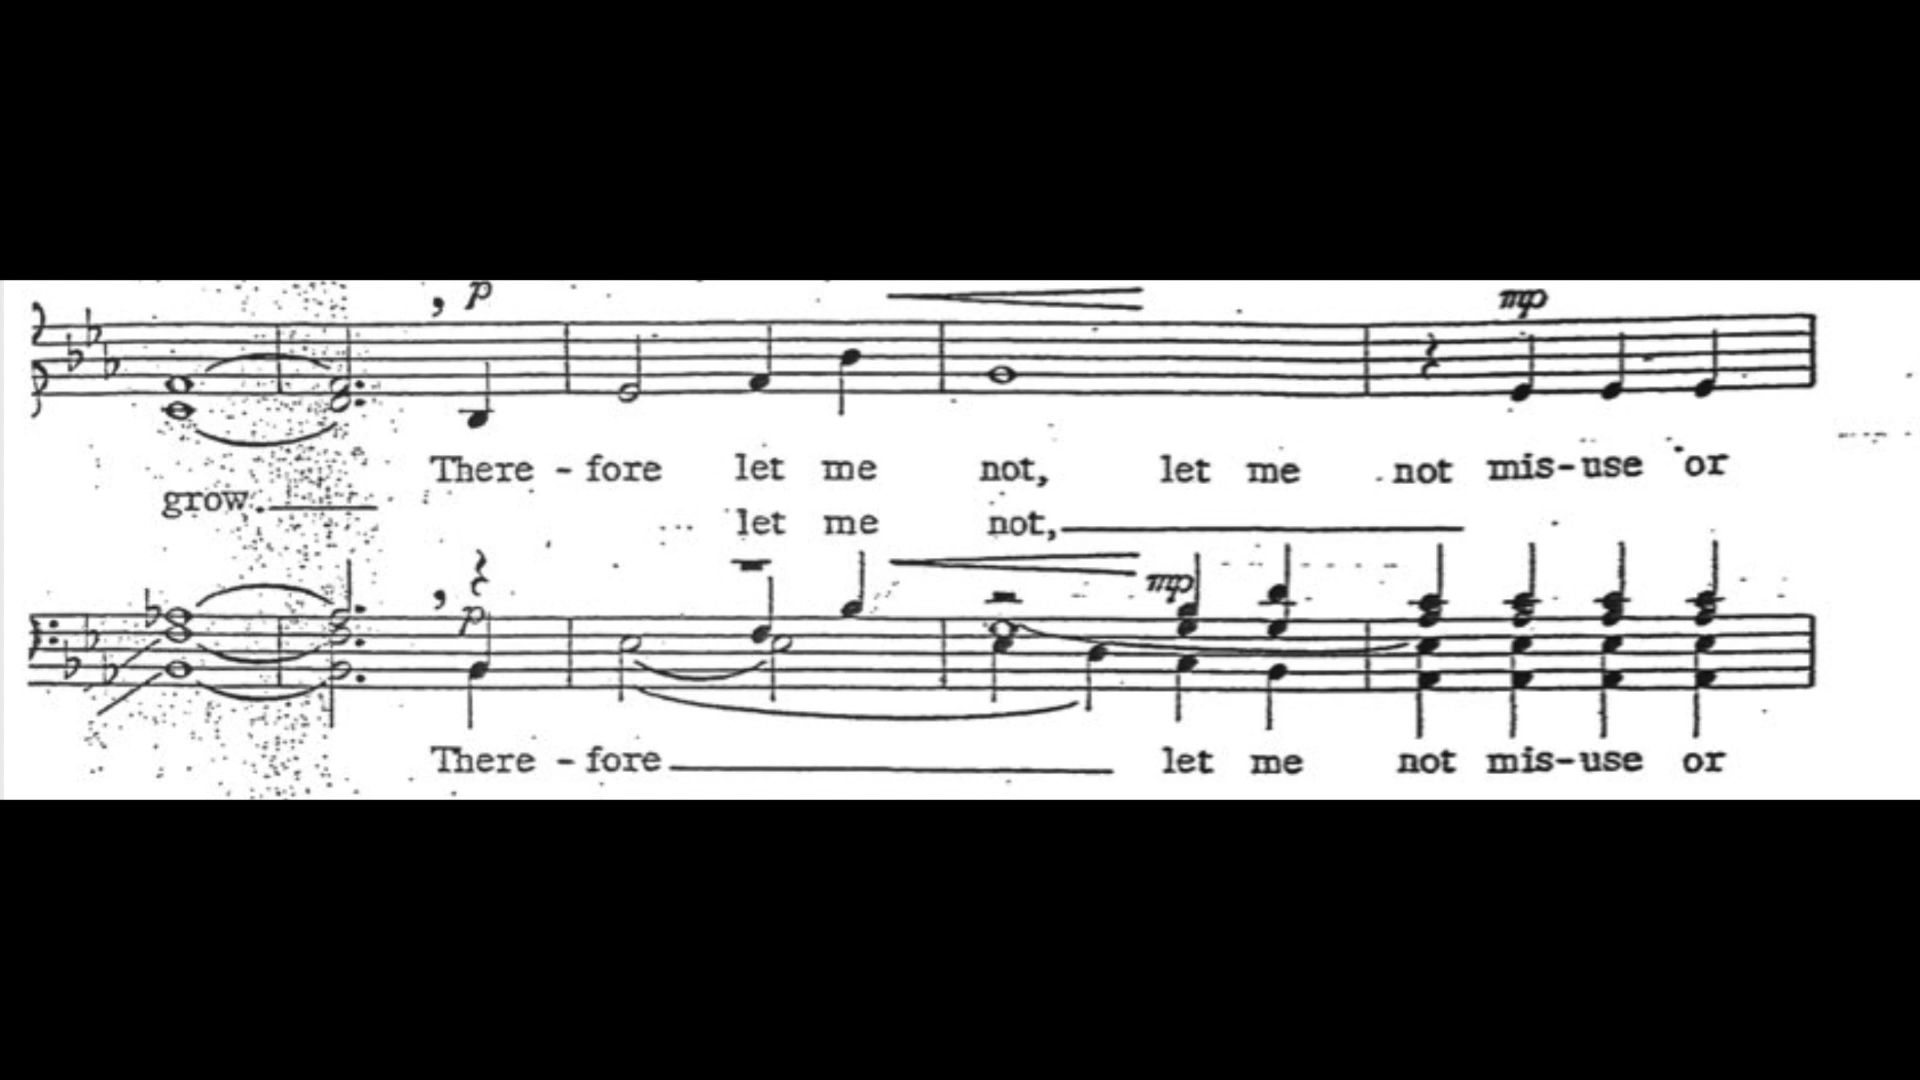 p
mp
There - fore let me not, let me not mis-use or
grow.
let me not,
mp
p
There - fore let me not mis-use or